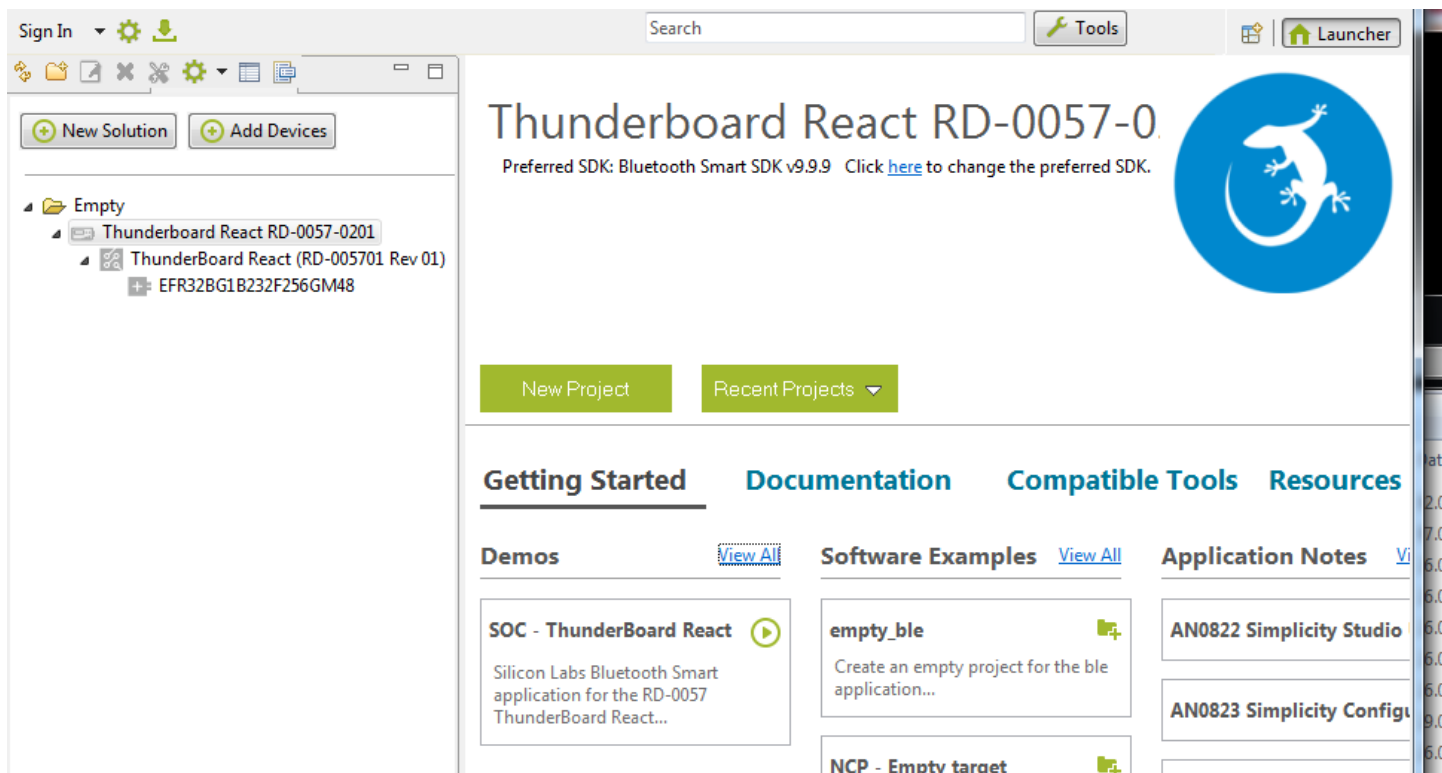 Sign In
Search
Tools
Launcher
New Solution
Add Devices
Empty
Thunderboard React RD-0057-0201
ThunderBoard React (RD-005701 Rev 01)
EFR32BG1B232F256GM48
Thunderboard React RD-0057-0
Preferred SDK: Bluetooth Smart SDK v9.9.9 Click here to change the preferred SDK.
New Project
Recent Projects
Getting Started
Documentation
Compatible Tools
Resources
Demos
View All
SOC - ThunderBoard React
Silicon Labs Bluetooth Smart
application for the RD-0057
ThunderBoard React...
Software Examples
View All
empty_ble
Create an empty project for the ble
application...
NCP - Empty target
Application Notes
Vi
AN0822 Simplicity Studio
AN0823 Simplicity Configu